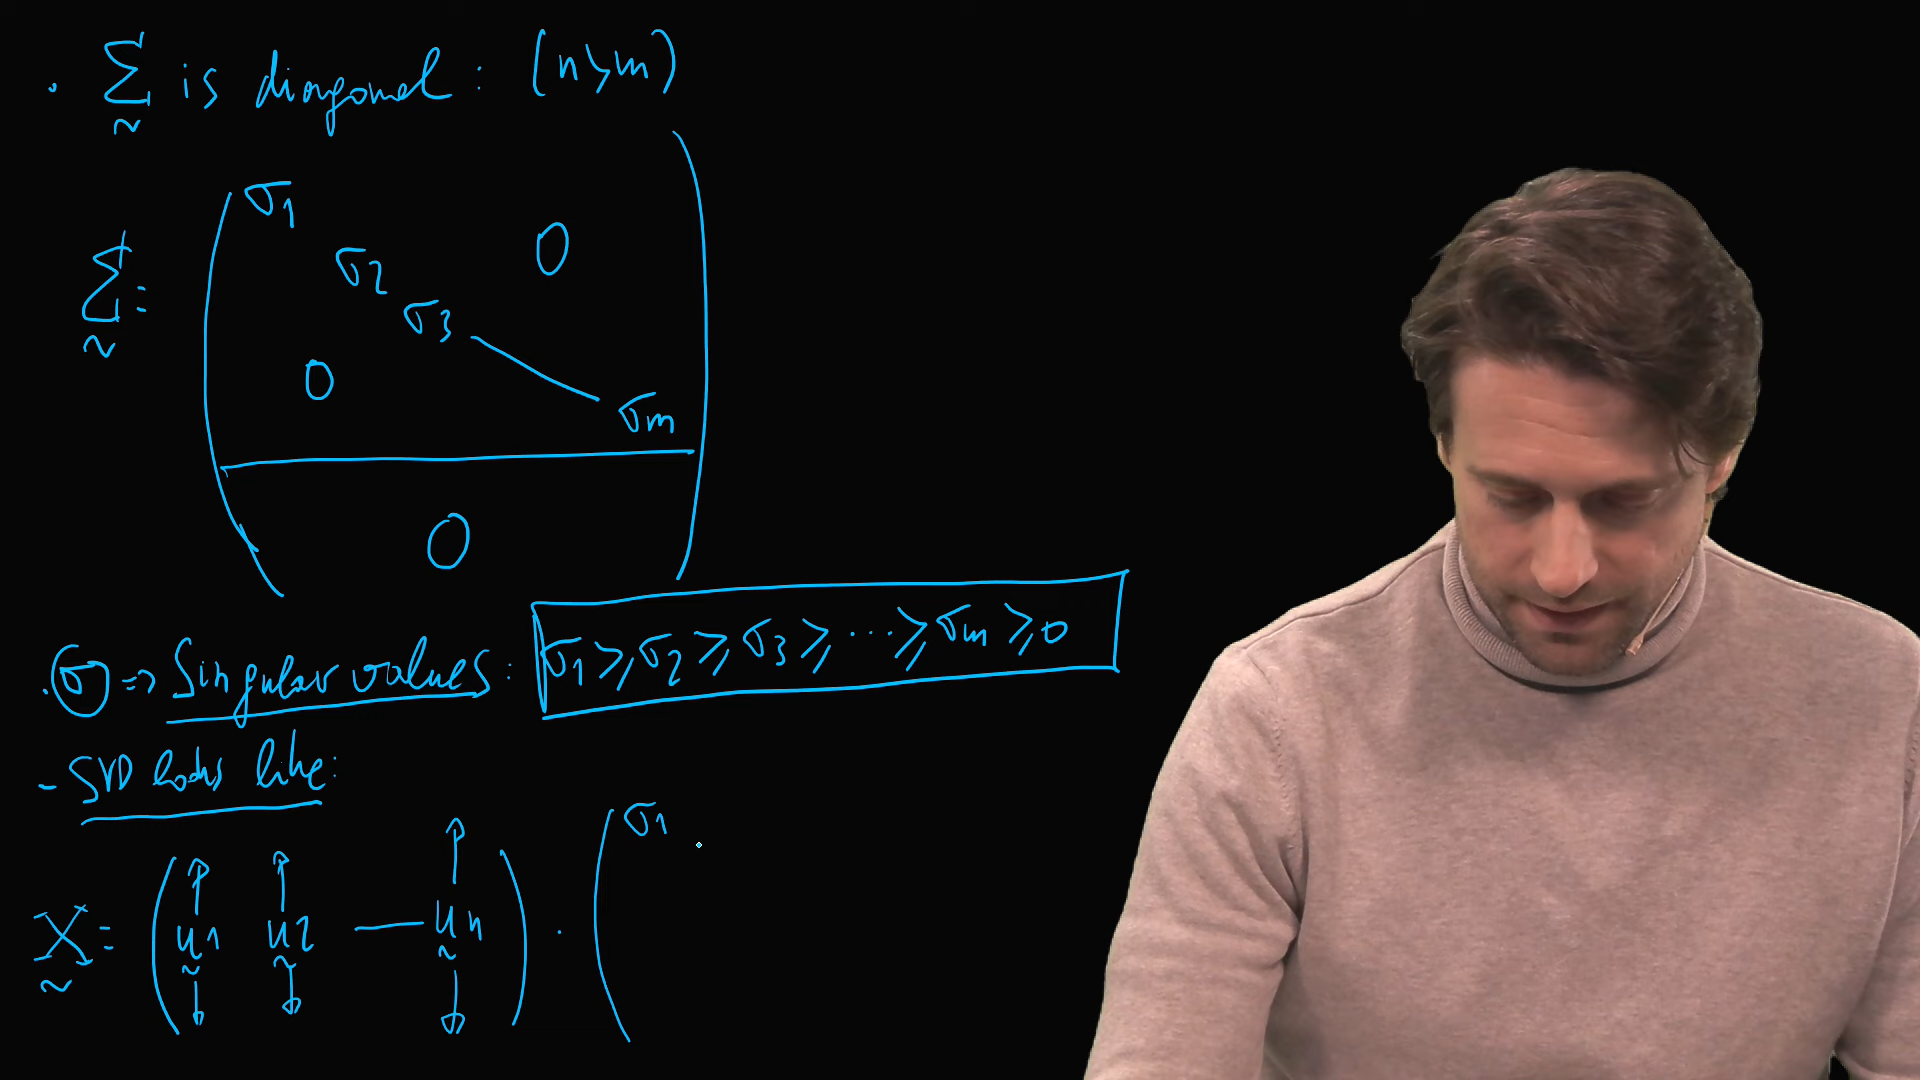 · Σ is diagonal: (n>m)
Σ = ( σ1 σ2 σ3 — σm 0 0 0 )
· σ => Singular values: σ1 ≥ σ2 ≥ σ3 ≥ ... ≥ σm ≥ 0
- SVD looks like:
X = ( u1 u2 — un ) · ( σ1